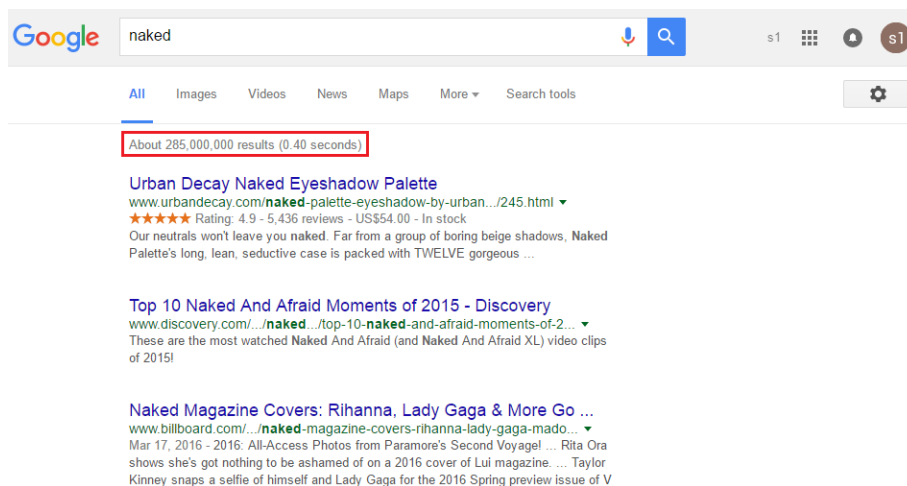 Google naked s1 s1
All Images Videos News Maps More Search tools
About 285,000,000 results (0.40 seconds)
Urban Decay Naked Eyeshadow Palette
www.urbandecay.com/naked-palette-eyeshadow-by-urban.../245.html
Rating: 4.9 - 5,436 reviews - US$54.00 - In stock
Our neutrals won't leave you naked. Far from a group of boring beige shadows, Naked
Palette's long, lean, seductive case is packed with TWELVE gorgeous ...
Top 10 Naked And Afraid Moments of 2015 - Discovery
www.discovery.com/.../naked.../top-10-naked-and-afraid-moments-of-2...
These are the most watched Naked And Afraid (and Naked And Afraid XL) video clips
of 2015!
Naked Magazine Covers: Rihanna, Lady Gaga & More Go ...
www.billboard.com/.../naked-magazine-covers-rihanna-lady-gaga-mado...
Mar 17, 2016 - 2016: All-Access Photos from Paramore's Second Voyage! ... Rita Ora
shows she's got nothing to be ashamed of on a 2016 cover of Lui magazine. ... Taylor
Kinney snaps a selfie of himself and Lady Gaga for the 2016 Spring preview issue of V